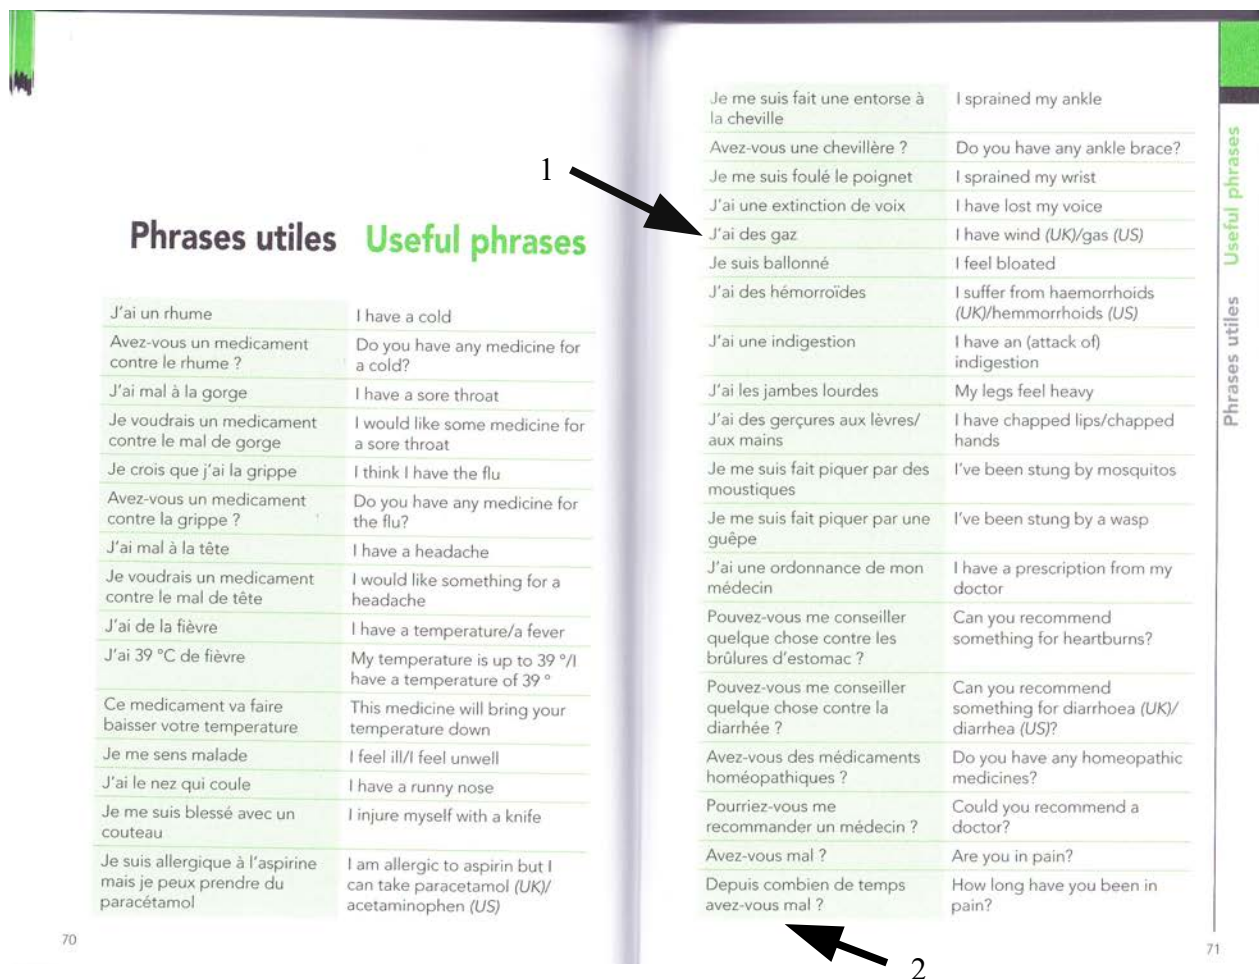 Phrases utiles Useful phrases
J'ai un rhume
I have a cold
Avez-vous un medicament
contre le rhume ?
Do you have any medicine for
a cold?
J'ai mal à la gorge
I have a sore throat
Je voudrais un medicament
contre le mal de gorge
I would like some medicine for
a sore throat
Je crois que j'ai la grippe
I think I have the flu
Avez-vous un medicament
contre la grippe ?
Do you have any medicine for
the flu?
J'ai mal à la tête
I have a headache
Je voudrais un medicament
contre le mal de tête
I would like something for a
headache
J'ai de la fièvre
I have a temperature/a fever
J'ai 39 °C de fièvre
My temperature is up to 39 °/I
have a temperature of 39 °
Ce medicament va faire
baisser votre temperature
This medicine will bring your
temperature down
Je me sens malade
I feel ill/I feel unwell
J'ai le nez qui coule
I have a runny nose
Je me suis blessé avec un
couteau
I injure myself with a knife
Je suis allergique à l'aspirine
mais je peux prendre du
paracétamol
I am allergic to aspirin but I
can take paracetamol (UK)/
acetaminophen (US)
70
1
Je me suis fait une entorse à
la cheville
I sprained my ankle
Avez-vous une chevillère ?
Do you have any ankle brace?
Je me suis foulé le poignet
I sprained my wrist
J'ai une extinction de voix
I have lost my voice
J'ai des gaz
I have wind (UK)/gas (US)
Je suis ballonné
I feel bloated
J'ai des hémorroïdes
I suffer from haemorrhoids
(UK)/hemmorrhoids (US)
J'ai une indigestion
I have an (attack of)
indigestion
J'ai les jambes lourdes
My legs feel heavy
J'ai des gerçures aux lèvres/
aux mains
I have chapped lips/chapped
hands
Je me suis fait piquer par des
moustiques
I've been stung by mosquitos
Je me suis fait piquer par une
guêpe
I've been stung by a wasp
J'ai une ordonnance de mon
médecin
I have a prescription from my
doctor
Pouvez-vous me conseiller
quelque chose contre les
brûlures d'estomac ?
Can you recommend
something for heartburns?
Pouvez-vous me conseiller
quelque chose contre la
diarrhée ?
Can you recommend
something for diarrhoea (UK)/
diarrhea (US)?
Avez-vous des médicaments
homéopathiques ?
Do you have any homeopathic
medicines?
Pourriez-vous me
recommander un médecin ?
Could you recommend a
doctor?
Avez-vous mal ?
Are you in pain?
Depuis combien de temps
avez-vous mal ?
How long have you been in
pain?
2
71
Phrases utiles Useful phrases